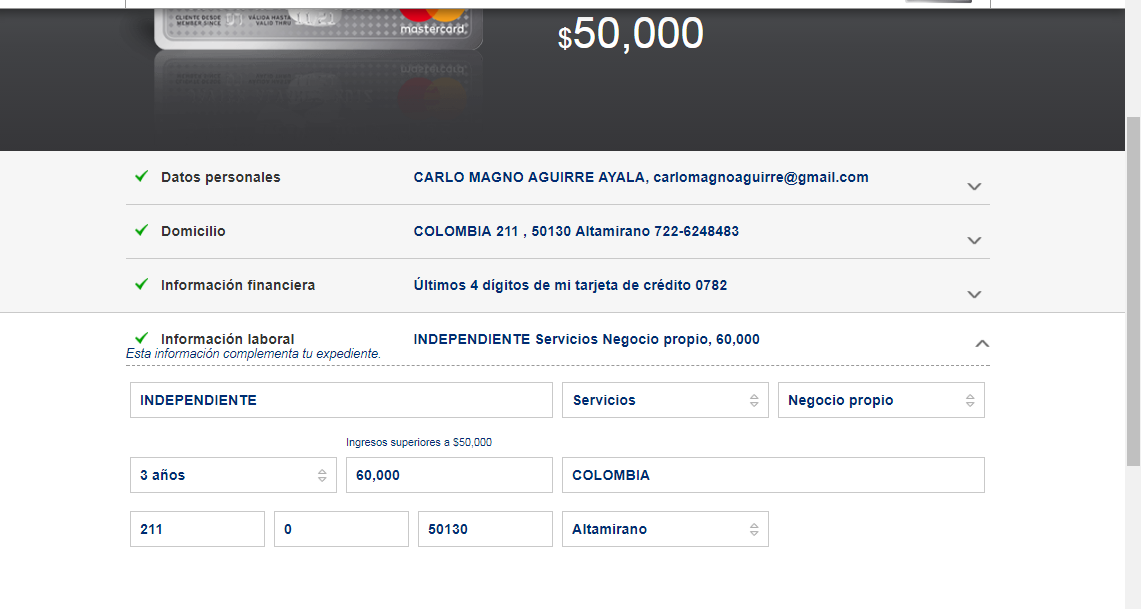 CLIENTE DESDE
MEMBER SINCE
VÁLIDA HASTA
VALID THRU
mastercard.
$50,000
Datos personales CARLO MAGNO AGUIRRE AYALA, carlomagnoaguirre@gmail.com
Domicilio COLOMBIA 211 , 50130 Altamirano 722-6248483
Información financiera Últimos 4 dígitos de mi tarjeta de crédito 0782
Información laboral INDEPENDIENTE Servicios Negocio propio, 60,000
Esta información complementa tu expediente.
INDEPENDIENTE Servicios Negocio propio
Ingresos superiores a $50,000
3 años 60,000 COLOMBIA
211 0 50130 Altamirano